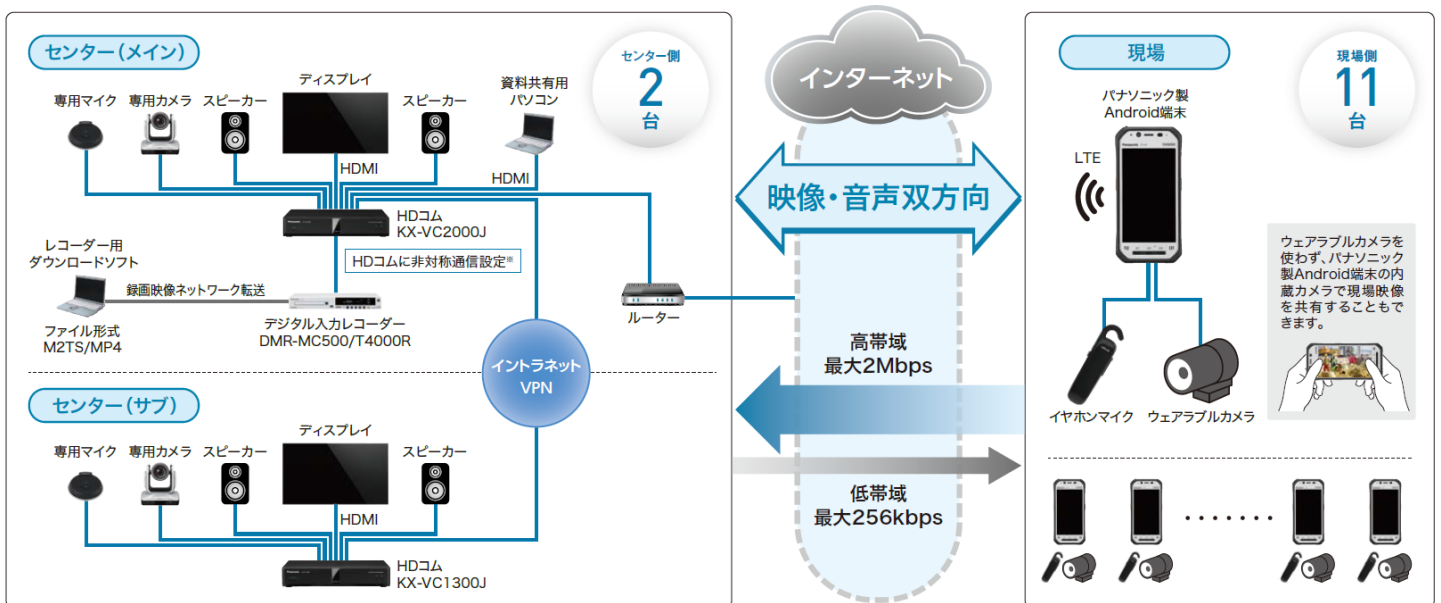 センター（メイン）
センター側
2
台
専用マイク
専用カメラ
スピーカー
ディスプレイ
スピーカー
資料共有用
パソコン
HDMI
HDMI
HDコム
KX-VC2000J
HDコムに非対称通信設定※
レコーダー用
ダウンロードソフト
録画映像ネットワーク転送
ファイル形式
M2TS/MP4
デジタル入力レコーダー
DMR-MC500/T4000R
ルーター
イントラネット
VPN
センター（サブ）
専用マイク
専用カメラ
スピーカー
ディスプレイ
スピーカー
HDMI
HDコム
KX-VC1300J
インターネット
映像・音声双方向
高帯域
最大2Mbps
低帯域
最大256kbps
現場
現場側
11
台
パナソニック製
Android端末
LTE
Panasonic
イヤホンマイク
ウェアラブルカメラ
ウェアラブルカメラを
使わず、パナソニック
製Android端末の内
蔵カメラで現場映像
を共有することもで
きます。
・・・・・・・